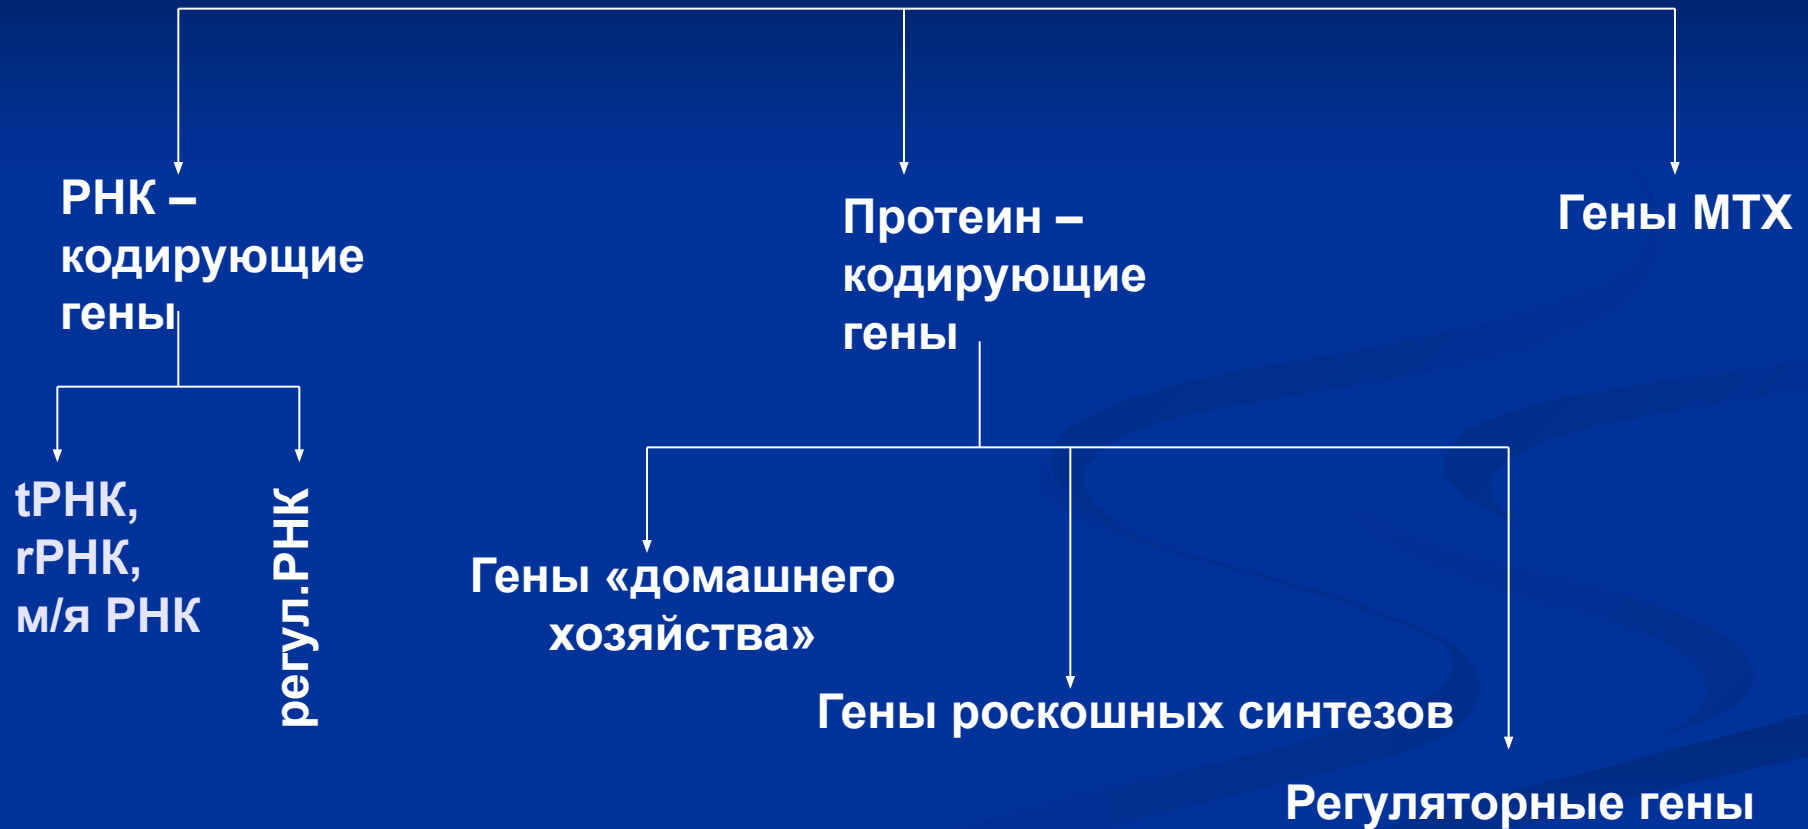 РНК –
кодирующие
гены
Протеин –
кодирующие
гены
Гены МТХ
tРНК,
rРНК,
м/я РНК
регул.РНК
Гены «домашнего
хозяйства»
Гены роскошных синтезов
Регуляторные гены